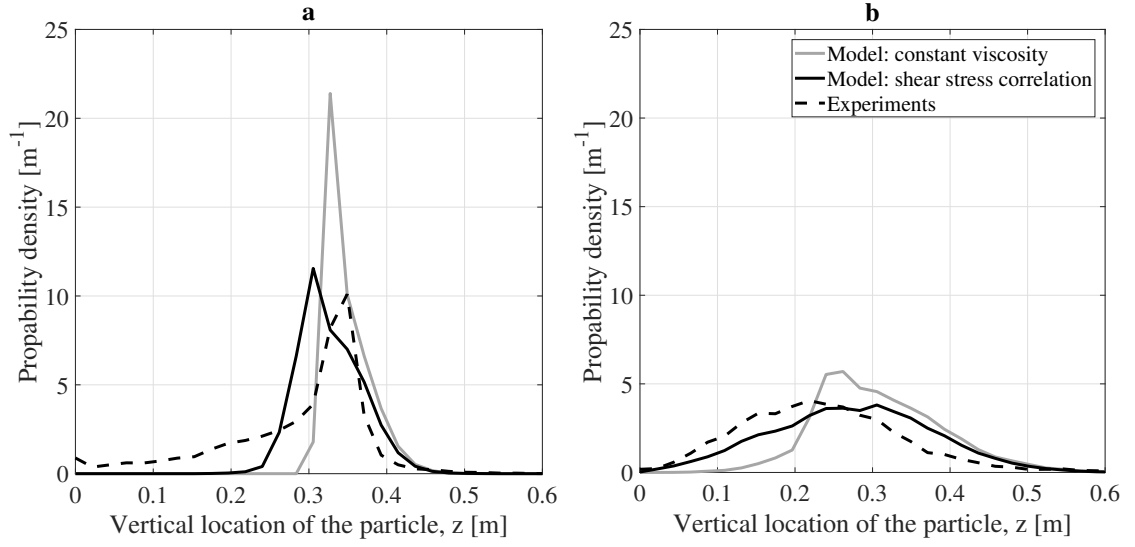 a
25
20
15
10
5
0
Propability density [m-1]
0 0.1 0.2 0.3 0.4 0.5 0.6
Vertical location of the particle, z [m]
b
25
20
15
10
5
0
Propability density [m-1]
0 0.1 0.2 0.3 0.4 0.5 0.6
Vertical location of the particle, z [m]
Model: constant viscosity
Model: shear stress correlation
Experiments